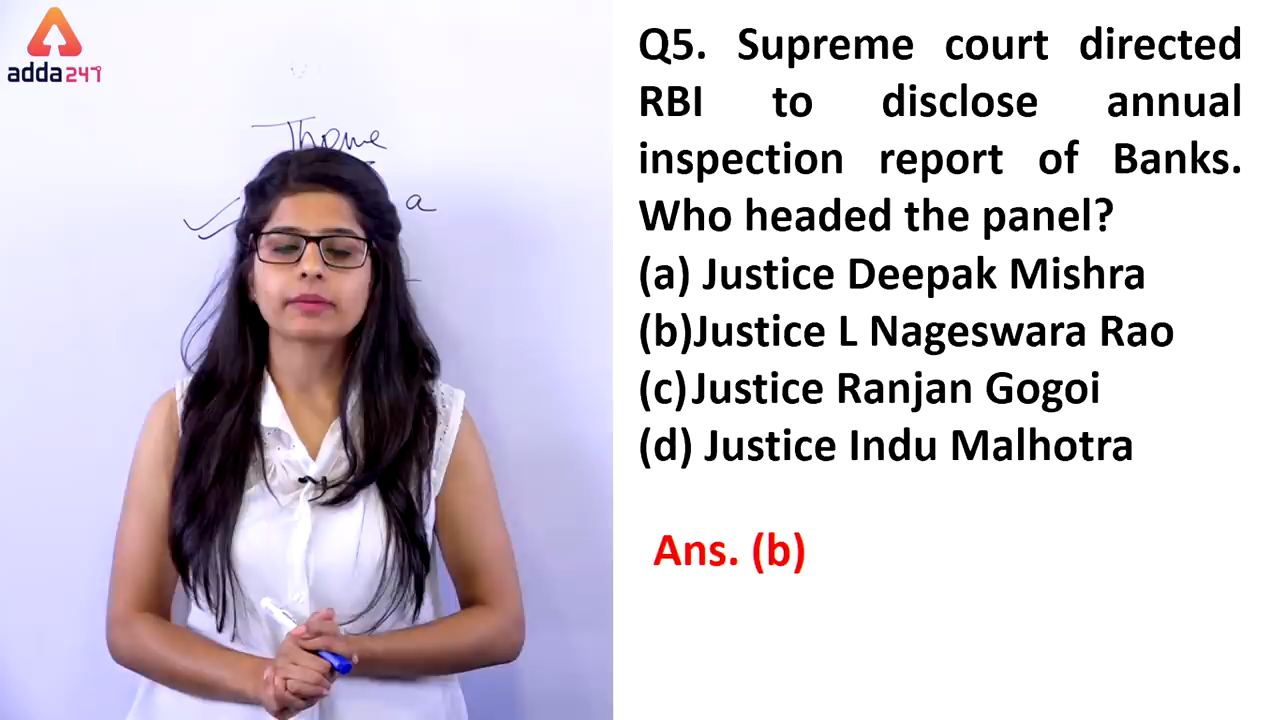 adda247
Theme
a
Q5. Supreme court directed
RBI to disclose annual
inspection report of Banks.
Who headed the panel?
(a) Justice Deepak Mishra
(b)Justice L Nageswara Rao
(c)Justice Ranjan Gogoi
(d) Justice Indu Malhotra
Ans. (b)